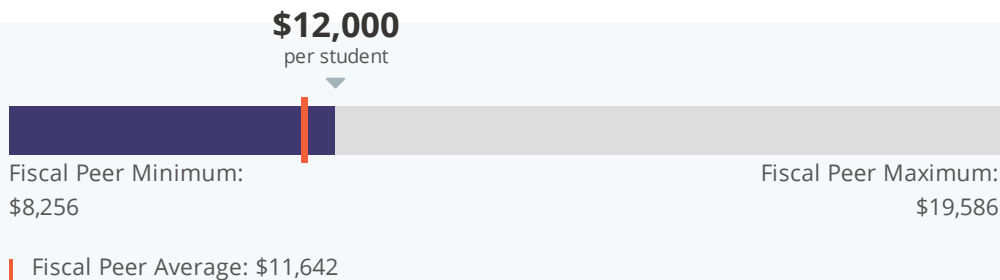 $12,000
per student
Fiscal Peer Minimum:
$8,256
Fiscal Peer Maximum:
$19,586
Fiscal Peer Average: $11,642